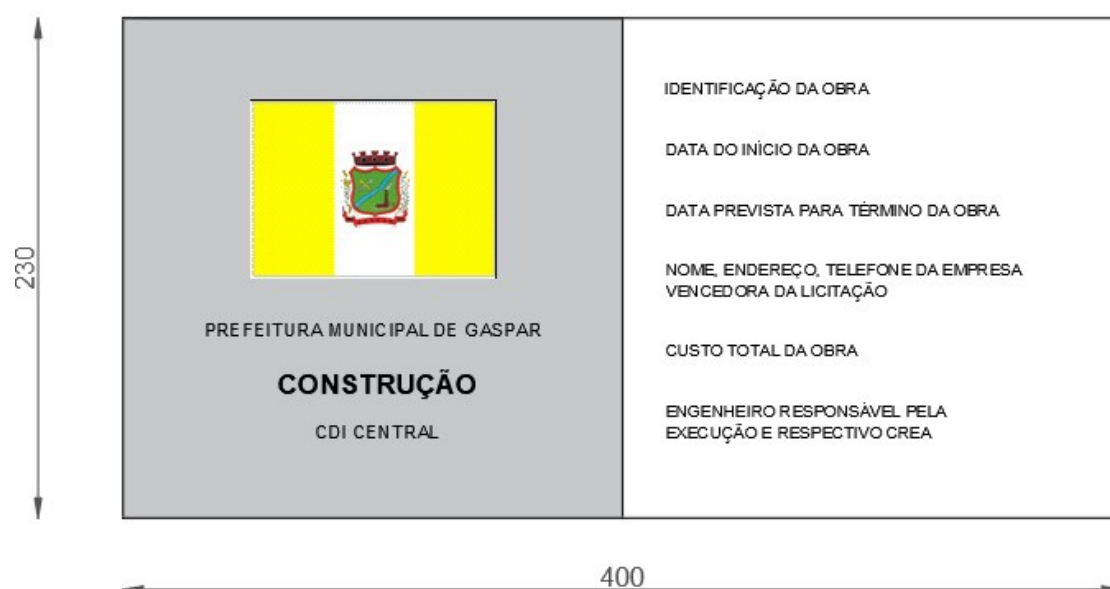 230
PREFEITURA MUNICIPAL DE GASPAR
CONSTRUÇÃO
CDI CENTRAL
IDENTIFICAÇÃO DA OBRA
DATA DO INÍCIO DA OBRA
DATA PREVISTA PARA TÉRMINO DA OBRA
NOME, ENDEREÇO, TELEFONE DA EMPRESA
VENCEDORA DA LICITAÇÃO
CUSTO TOTAL DA OBRA
ENGENHEIRO RESPONSÁVEL PELA
EXECUÇÃO E RESPECTIVO CREA
400